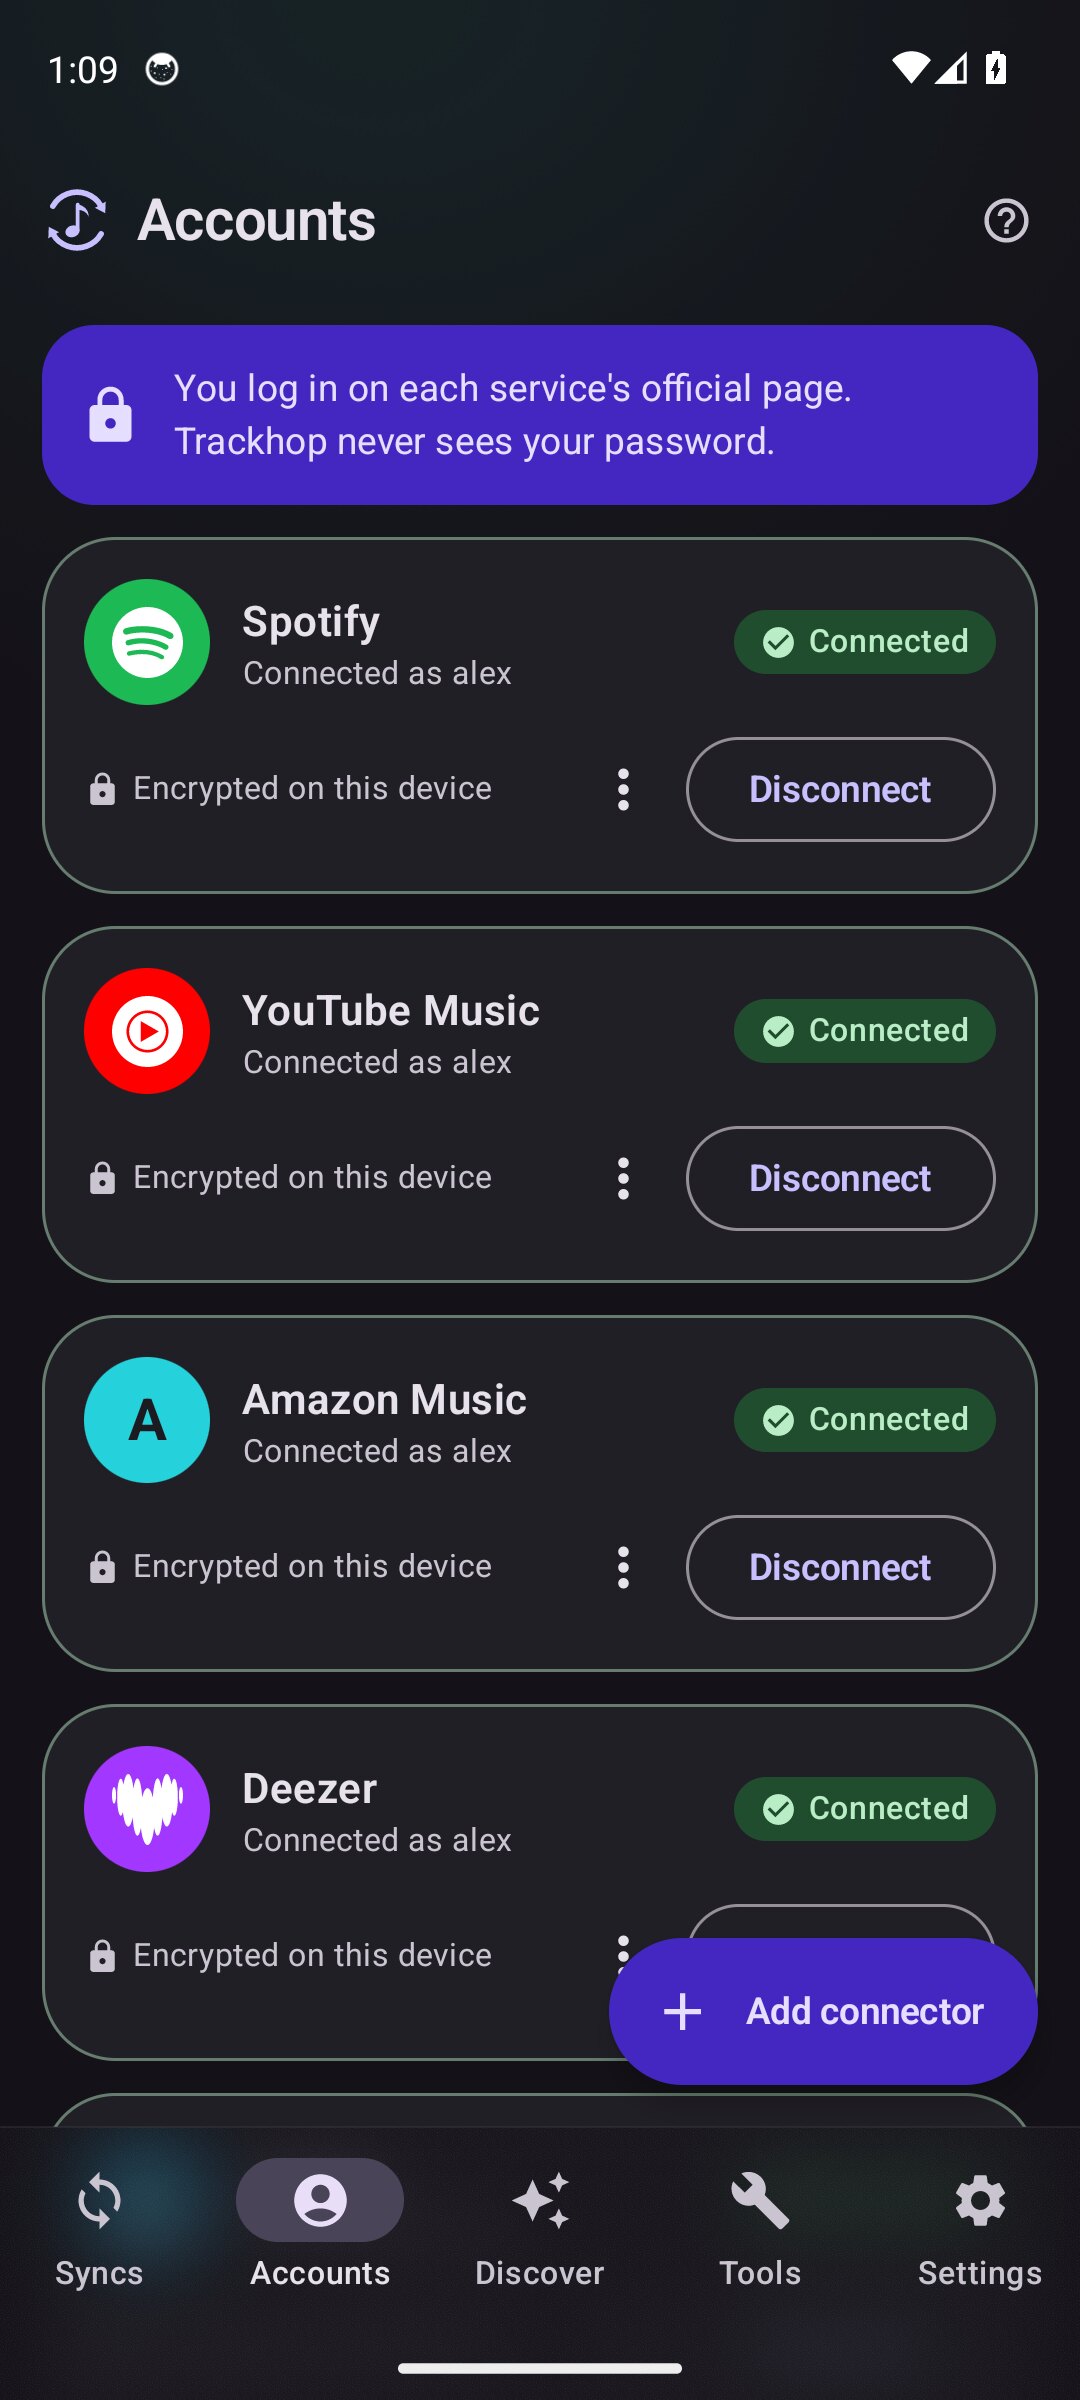 1:09
Accounts
You log in on each service's official page.
Trackhop never sees your password.
Spotify
Connected as alex
Connected
Encrypted on this device
Disconnect
YouTube Music
Connected as alex
Connected
Encrypted on this device
Disconnect
A
Amazon Music
Connected as alex
Connected
Encrypted on this device
Disconnect
Deezer
Connected as alex
Connected
Encrypted on this device
Add connector
Syncs
Accounts
Discover
Tools
Settings